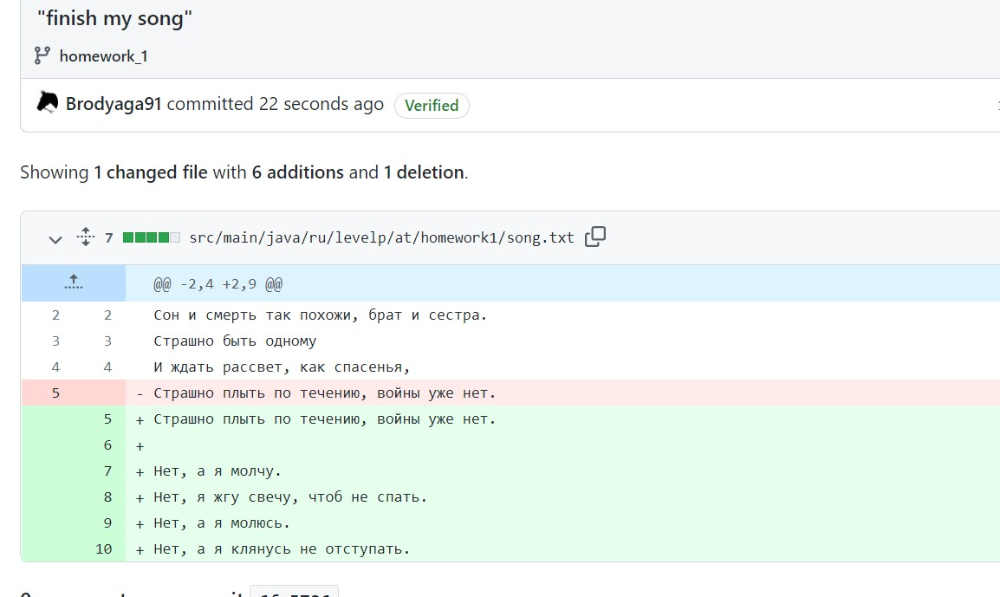 "finish my song"
homework_1
Brodyaga91 committed 22 seconds ago Verified
Showing 1 changed file with 6 additions and 1 deletion.
7 src/main/java/ru/levelp/at/homework1/song.txt
@@ -2,4 +2,9 @@
2 2 Сон и смерть так похожи, брат и сестра.
3 3 Страшно быть одному
4 4 И ждать рассвет, как спасенья,
5 - Страшно плыть по течению, войны уже нет.
5 + Страшно плыть по течению, войны уже нет.
6 +
7 + Нет, а я молчу.
8 + Нет, я жгу свечу, чтоб не спать.
9 + Нет, а я молюсь.
10 + Нет, а я клянусь не отступать.